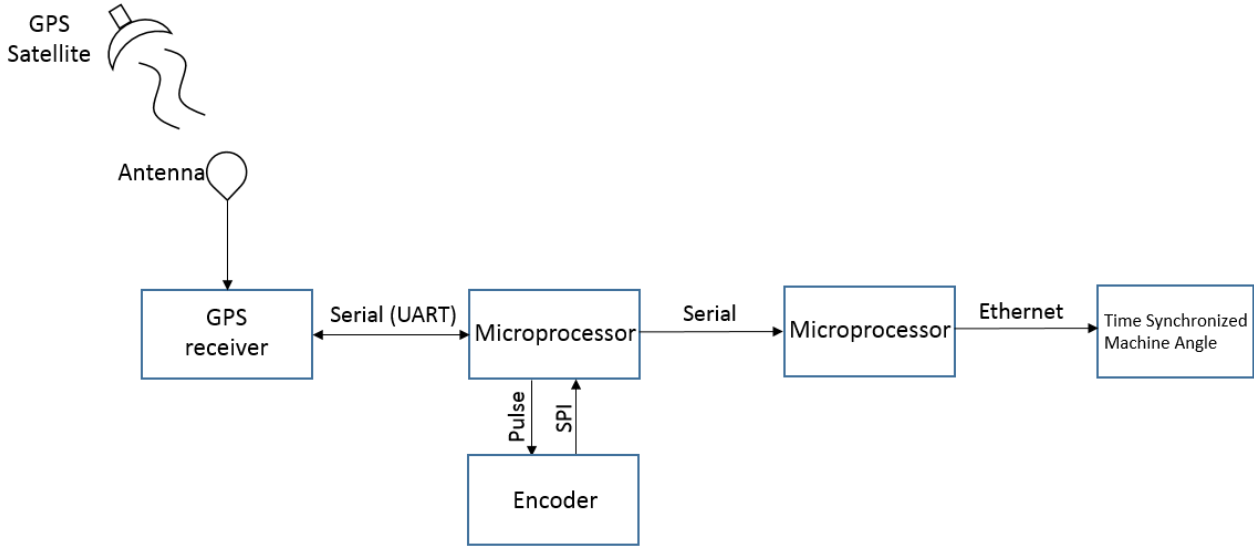 GPS
Satellite
Antenna
GPS
receiver
Serial (UART)
Microprocessor
Serial
Microprocessor
Ethernet
Time Synchronized
Machine Angle
Pulse
SPI
Encoder